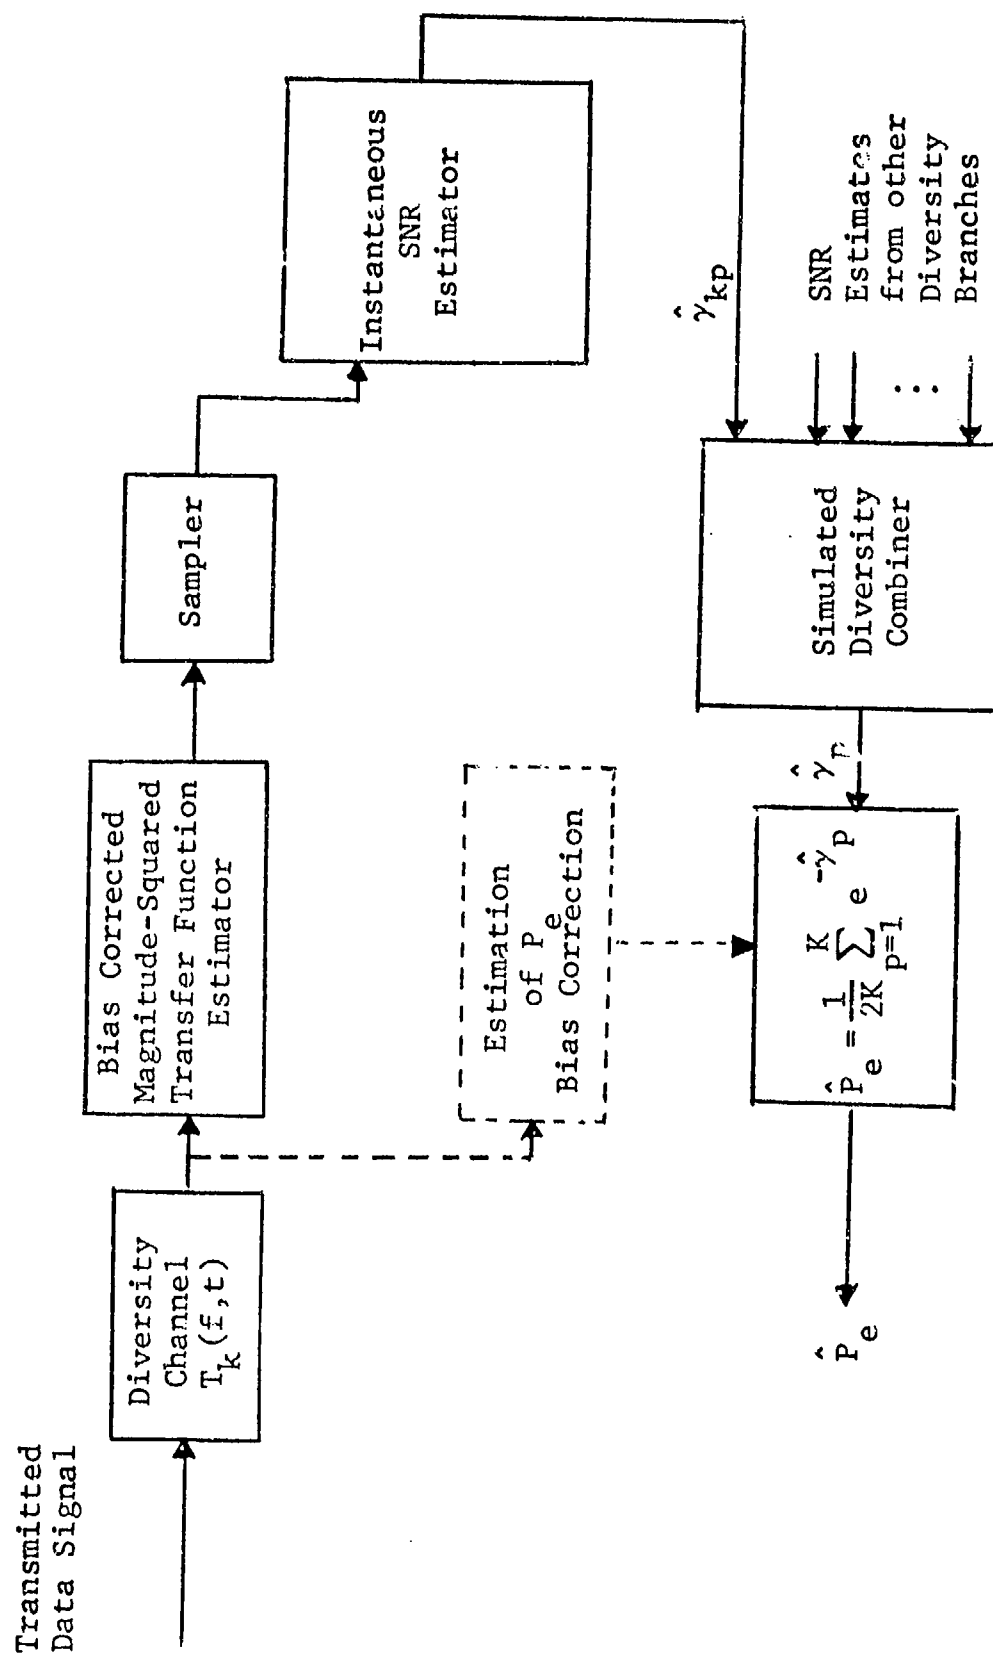 Transmitted
Data Signal
Diversity
Channel
T_k(f,t)
Bias Corrected
Magnitude-Squared
Transfer Function
Estimator
Sampler
Instantaneous
SNR
Estimator
γ̂_kp
SNR
Estimates
from other
Diversity
Branches
Simulated
Diversity
Combiner
γ̂_p
Estimation
of P_e
Bias Correction
P̂_e = 1/2K K ∑ p=1 e^-γ̂_p
P̂_e